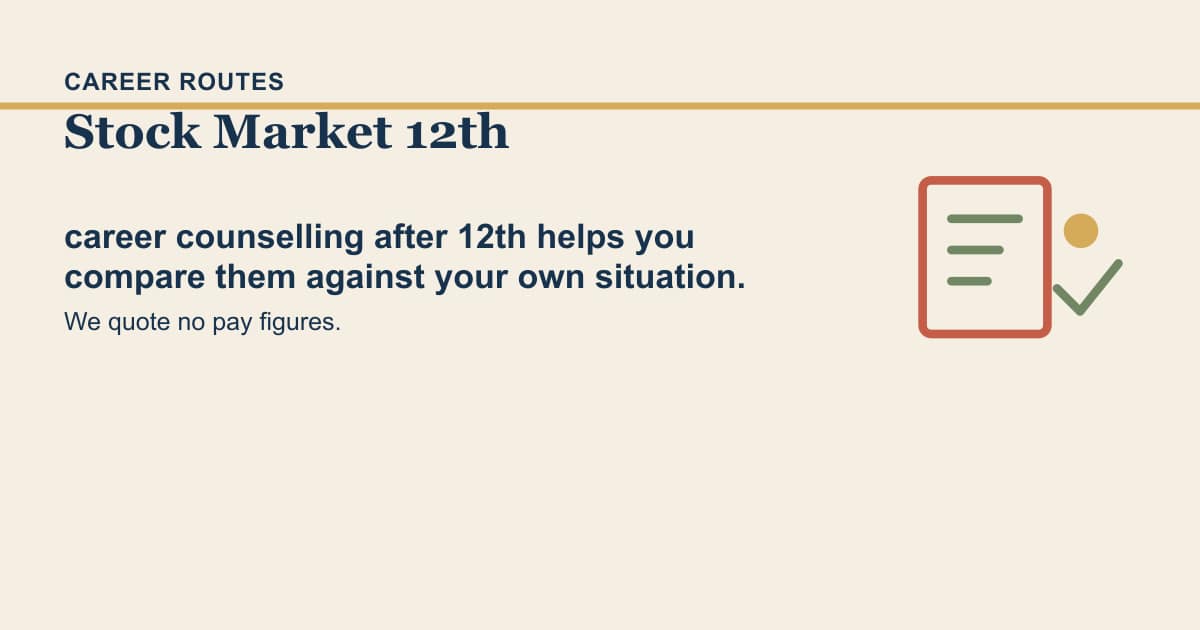 CAREER ROUTES
Stock Market 12th
career counselling after 12th helps you
compare them against your own situation.
We quote no pay figures.